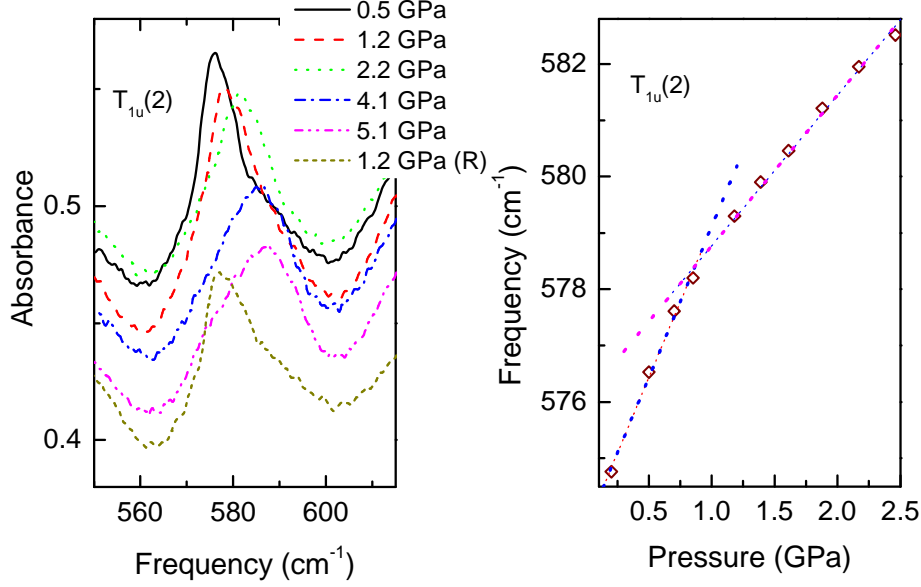 0.5 GPa
1.2 GPa
2.2 GPa
4.1 GPa
5.1 GPa
1.2 GPa (R)
T1u(2)
0.5
0.4
Absorbance
560 580 600
Frequency (cm-1)
T1u(2)
582
580
578
576
Frequency (cm-1)
0.5 1.0 1.5 2.0 2.5
Pressure (GPa)